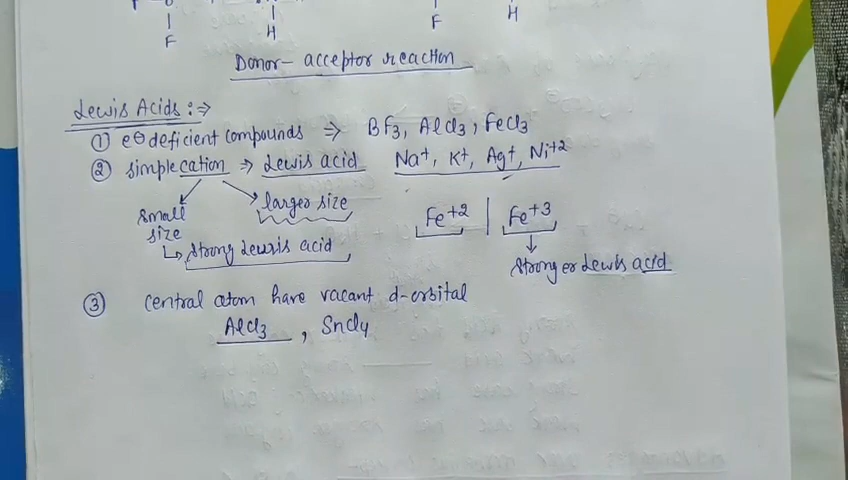 F
H
F
H
Donor- acceptor reaction
Lewis Acids :⇒
① e⊖ deficient compounds ⇒ BF3, AlCl3, FeCl3
② simple cation ⇒ Lewis acid Na+, K+, Ag+, Ni+2
small size
larger size
Strong Lewis acid
Fe+2 | Fe+3
stronger Lewis acid
③ central atom have vacant d-orbital
AlCl3, SnCl4